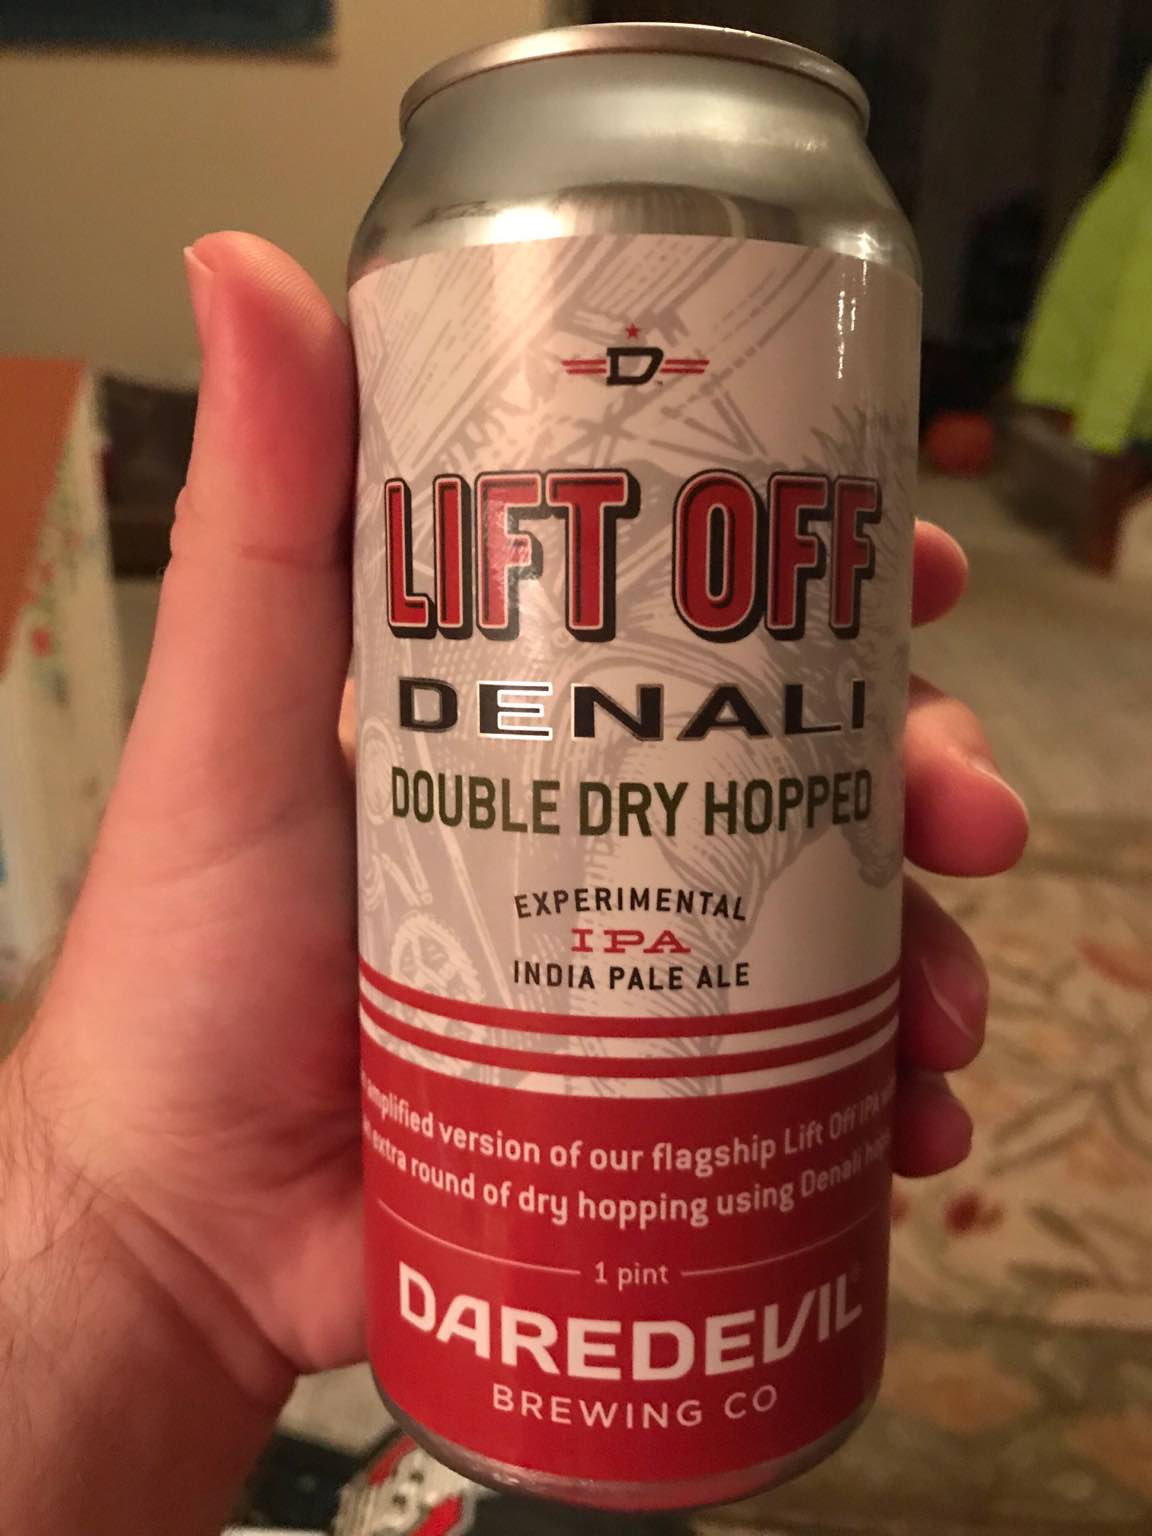 D
LIFT OFF
DENALI
DOUBLE DRY HOPPED
EXPERIMENTAL
IPA
INDIA PALE ALE
amplified version of our flagship Lift Off IPA
extra round of dry hopping using Denali
1 pint
DAREDEVIL
BREWING CO